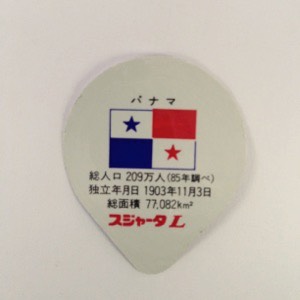 パナマ
総人口 209万人(85年調べ)
独立年月日 1903年11月3日
総面積 77,082km²
スジャータL